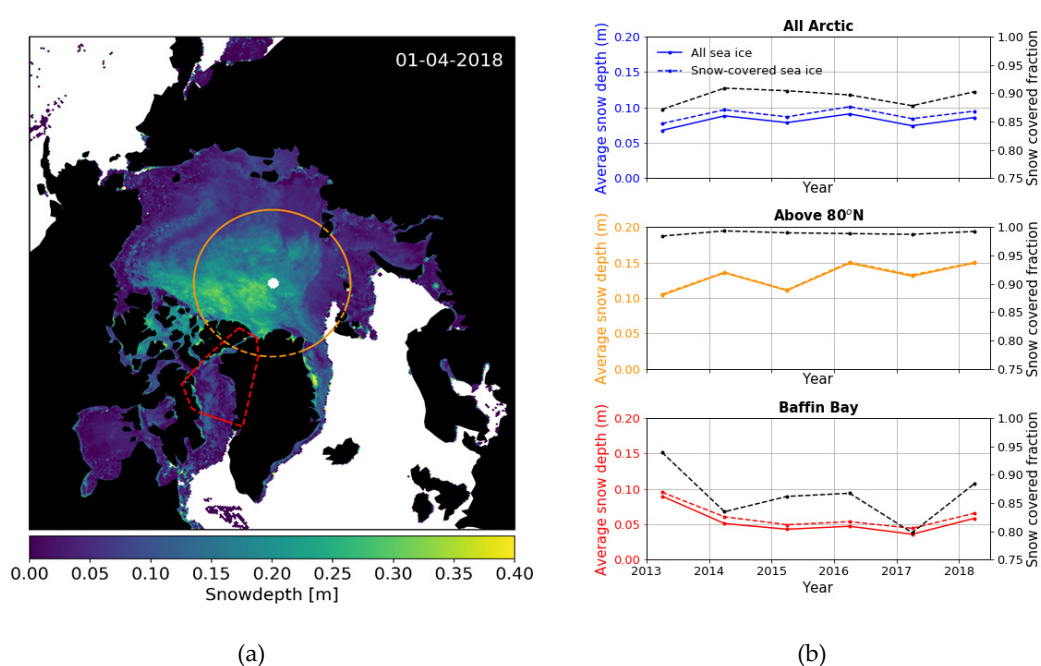 01-04-2018
0.00 0.05 0.10 0.15 0.20 0.25 0.30 0.35 0.40
Snowdepth [m]
(a)
All Arctic
Average snow depth (m)
0.20
0.15
0.10
0.05
0.00
All sea ice
Snow-covered sea ice
1.00
0.95
0.90
0.85
0.80
0.75
Snow covered fraction
Year
Above 80°N
Average snow depth (m)
0.20
0.15
0.10
0.05
0.00
1.00
0.95
0.90
0.85
0.80
0.75
Snow covered fraction
Year
Baffin Bay
Average snow depth (m)
0.20
0.15
0.10
0.05
0.00
1.00
0.95
0.90
0.85
0.80
0.75
Snow covered fraction
2013 2014 2015 2016 2017 2018
Year
(b)